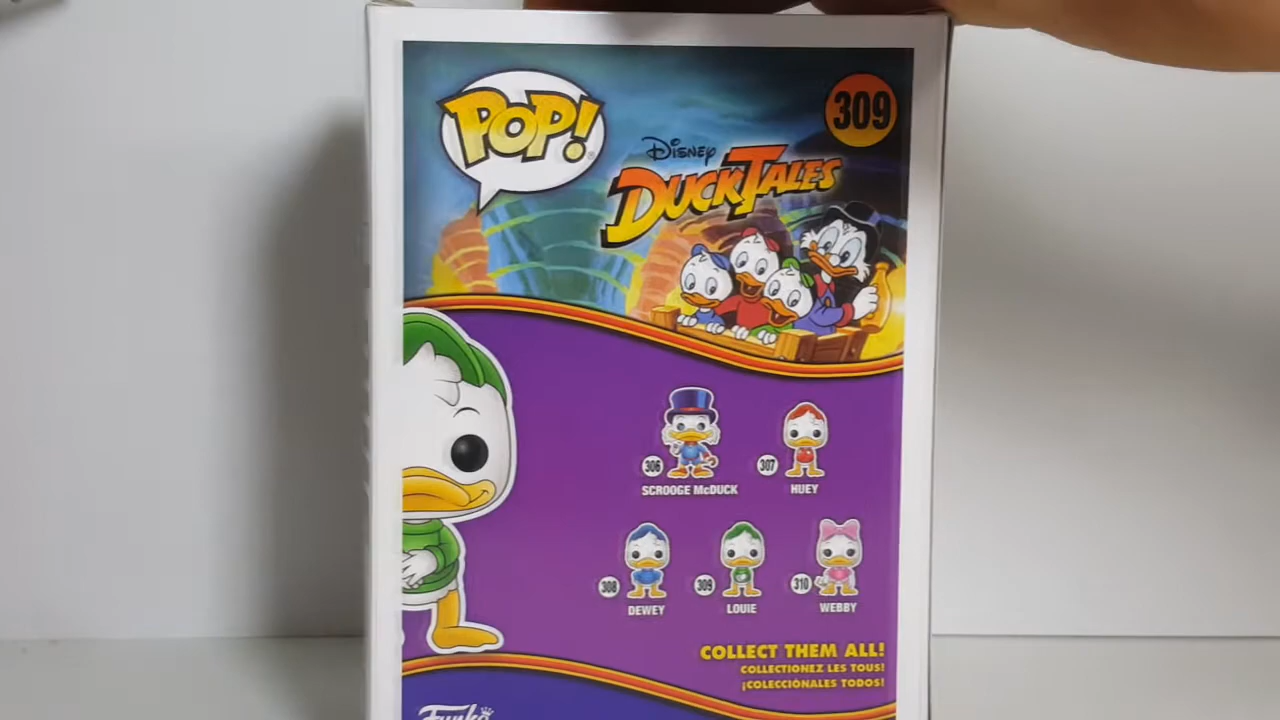 POP!
309
Disney
DUCKTALES
306
SCROOGE McDUCK
307
HUEY
308
DEWEY
309
LOUIE
310
WEBBY
COLLECT THEM ALL!
COLLECTIONEZ LES TOUS!
¡COLECCIÓNALES TODOS!
Funko